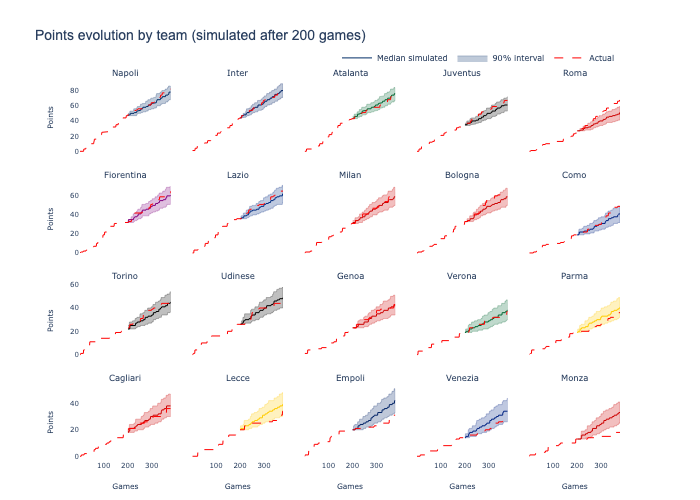 Points evolution by team (simulated after 200 games)
Median simulated 90% interval Actual
Napoli Inter Atalanta Juventus Roma
80
60
40
20
0
Points
Fiorentina Lazio Milan Bologna Como
60
40
20
0
Points
Torino Udinese Genoa Verona Parma
60
40
20
0
Points
Cagliari Lecce Empoli Venezia Monza
40
20
0
Points
100 200 300 100 200 300 100 200 300 100 200 300 100 200 300
Games Games Games Games Games